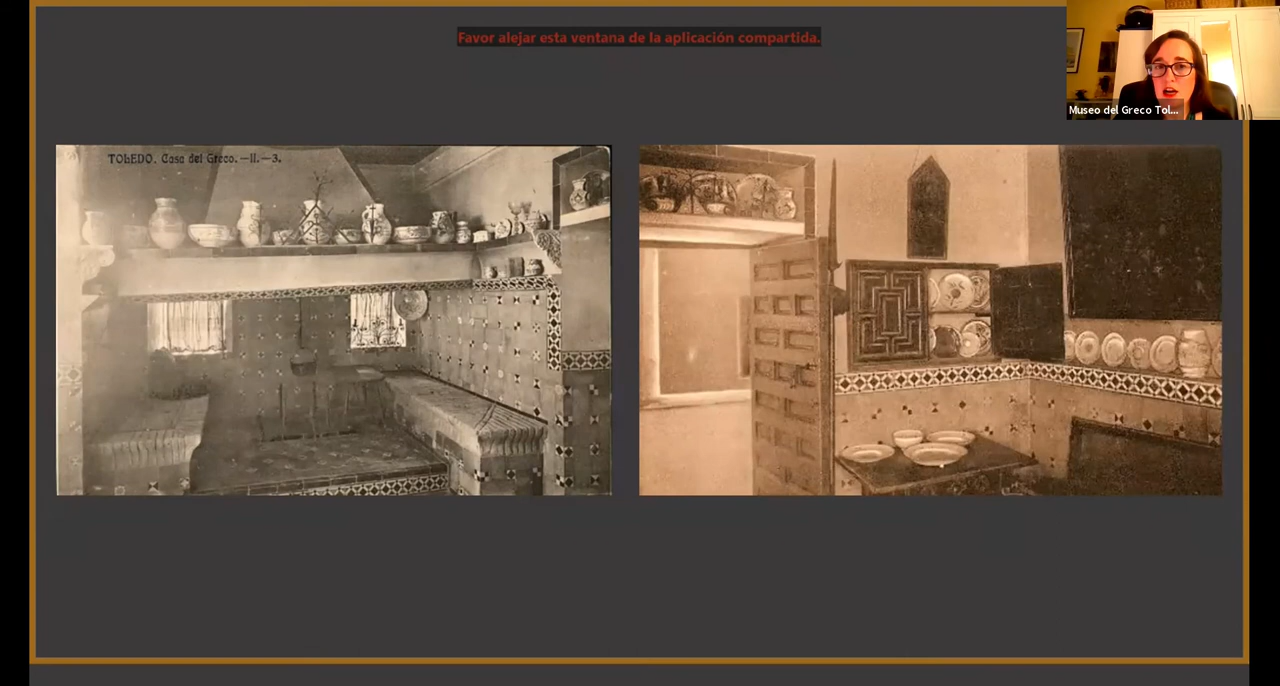 Favor alejar esta ventana de la aplicación compartida.
Museo del Greco Tol...
TOLEDO. Casa del Greco.—II.—3.